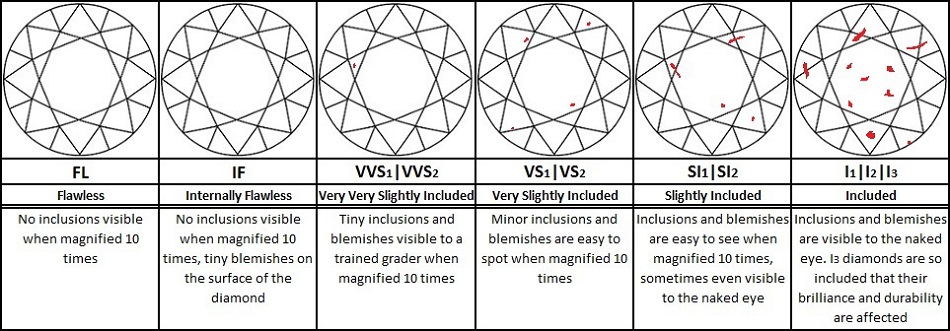 FL
IF
VVS1|VVS2
VS1|VS2
SI1|SI2
I1|I2|I3
Flawless
Internally Flawless
Very Very Slightly Included
Very Slightly Included
Slightly Included
Included
No inclusions visible
when magnified 10
times
No inclusions visible
when magnified 10
times, tiny blemishes on
the surface of the
diamond
Tiny inclusions and
blemishes visible to a
trained grader when
magnified 10 times
Minor inclusions and
blemishes are easy to
spot when magnified 10
times
Inclusions and blemishes
are easy to see when
magnified 10 times,
sometimes even visible
to the naked eye
Inclusions and blemishes
are visible to the naked
eye. I3 diamonds are so
included that their
brilliance and durability
are affected